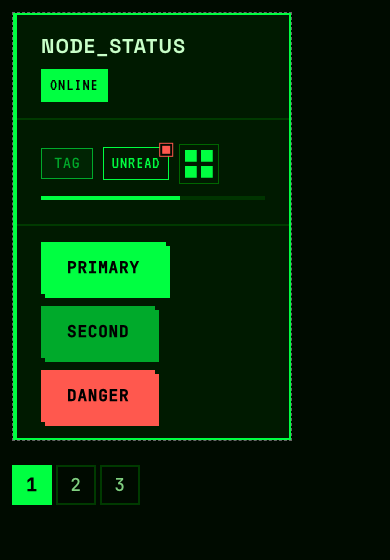 NODE_STATUS
ONLINE
TAG UNREAD
PRIMARY
SECOND
DANGER
1 2 3